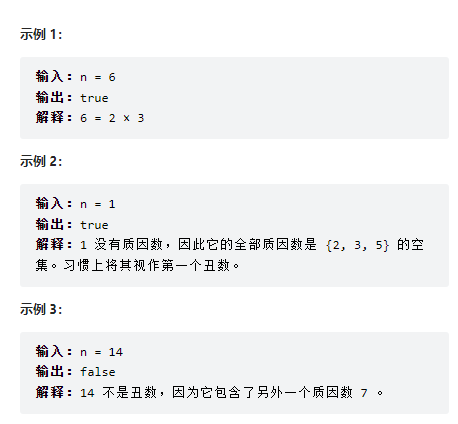 示例 1：
输入：n = 6
输出：true
解释：6 = 2 × 3
示例 2：
输入：n = 1
输出：true
解释：1 没有质因数，因此它的全部质因数是 {2, 3, 5} 的空
集。习惯上将其视作第一个丑数。
示例 3：
输入：n = 14
输出：false
解释：14 不是丑数，因为它包含了另外一个质因数 7 。